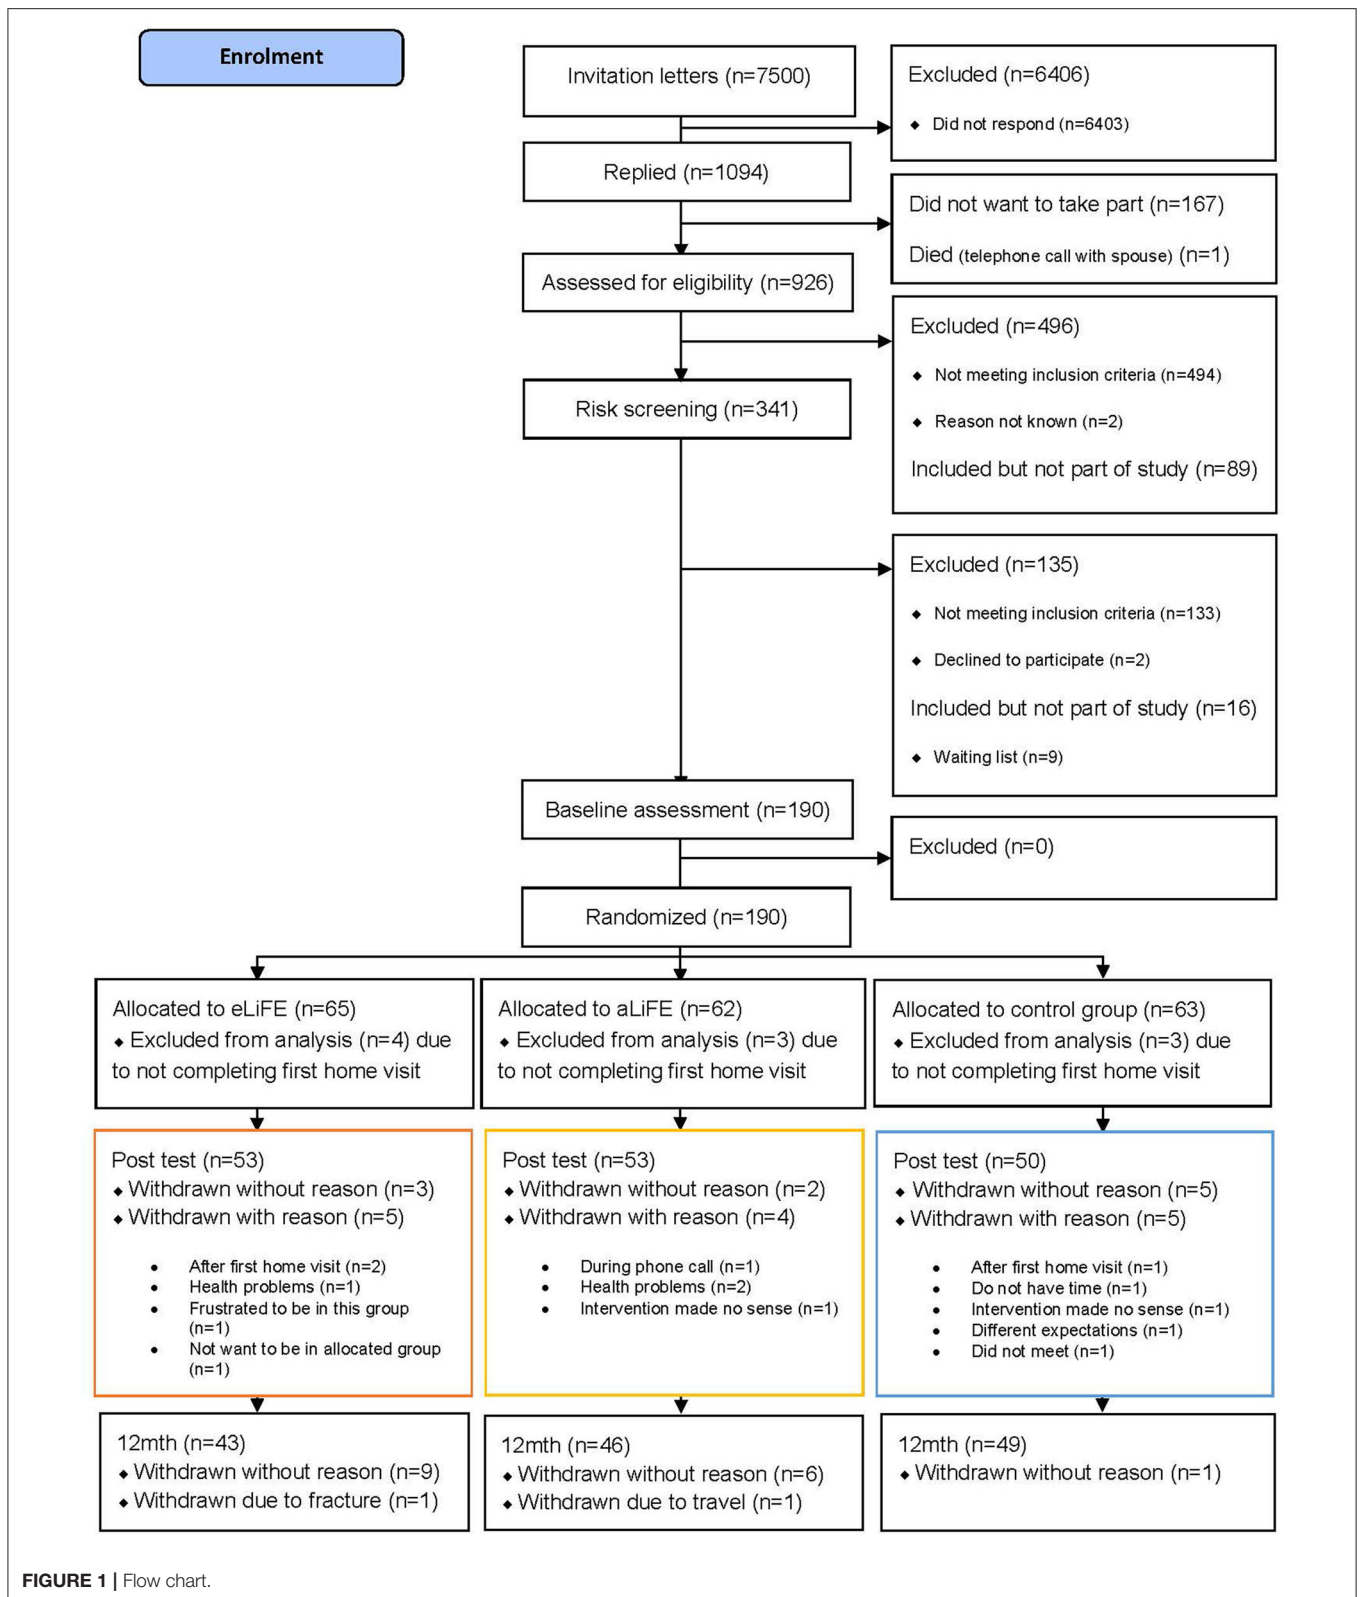 Enrolment
Invitation letters (n=7500)
Excluded (n=6406)
◆ Did not respond (n=6403)
Replied (n=1094)
Did not want to take part (n=167)
Died (telephone call with spouse) (n=1)
Assessed for eligibility (n=926)
Excluded (n=496)
◆ Not meeting inclusion criteria (n=494)
◆ Reason not known (n=2)
Included but not part of study (n=89)
Risk screening (n=341)
Excluded (n=135)
◆ Not meeting inclusion criteria (n=133)
◆ Declined to participate (n=2)
Included but not part of study (n=16)
◆ Waiting list (n=9)
Baseline assessment (n=190)
Excluded (n=0)
Randomized (n=190)
Allocated to eLiFE (n=65)
◆ Excluded from analysis (n=4) due
to not completing first home visit
Allocated to aLiFE (n=62)
◆ Excluded from analysis (n=3) due
to not completing first home visit
Allocated to control group (n=63)
◆ Excluded from analysis (n=3) due
to not completing first home visit
Post test (n=53)
◆ Withdrawn without reason (n=3)
◆ Withdrawn with reason (n=5)
• After first home visit (n=2)
• Health problems (n=1)
• Frustrated to be in this group
(n=1)
• Not want to be in allocated group
(n=1)
Post test (n=53)
◆ Withdrawn without reason (n=2)
◆ Withdrawn with reason (n=4)
• During phone call (n=1)
• Health problems (n=2)
• Intervention made no sense (n=1)
Post test (n=50)
◆ Withdrawn without reason (n=5)
◆ Withdrawn with reason (n=5)
• After first home visit (n=1)
• Do not have time (n=1)
• Intervention made no sense (n=1)
• Different expectations (n=1)
• Did not meet (n=1)
12mth (n=43)
◆ Withdrawn without reason (n=9)
◆ Withdrawn due to fracture (n=1)
12mth (n=46)
◆ Withdrawn without reason (n=6)
◆ Withdrawn due to travel (n=1)
12mth (n=49)
◆ Withdrawn without reason (n=1)
FIGURE 1 | Flow chart.